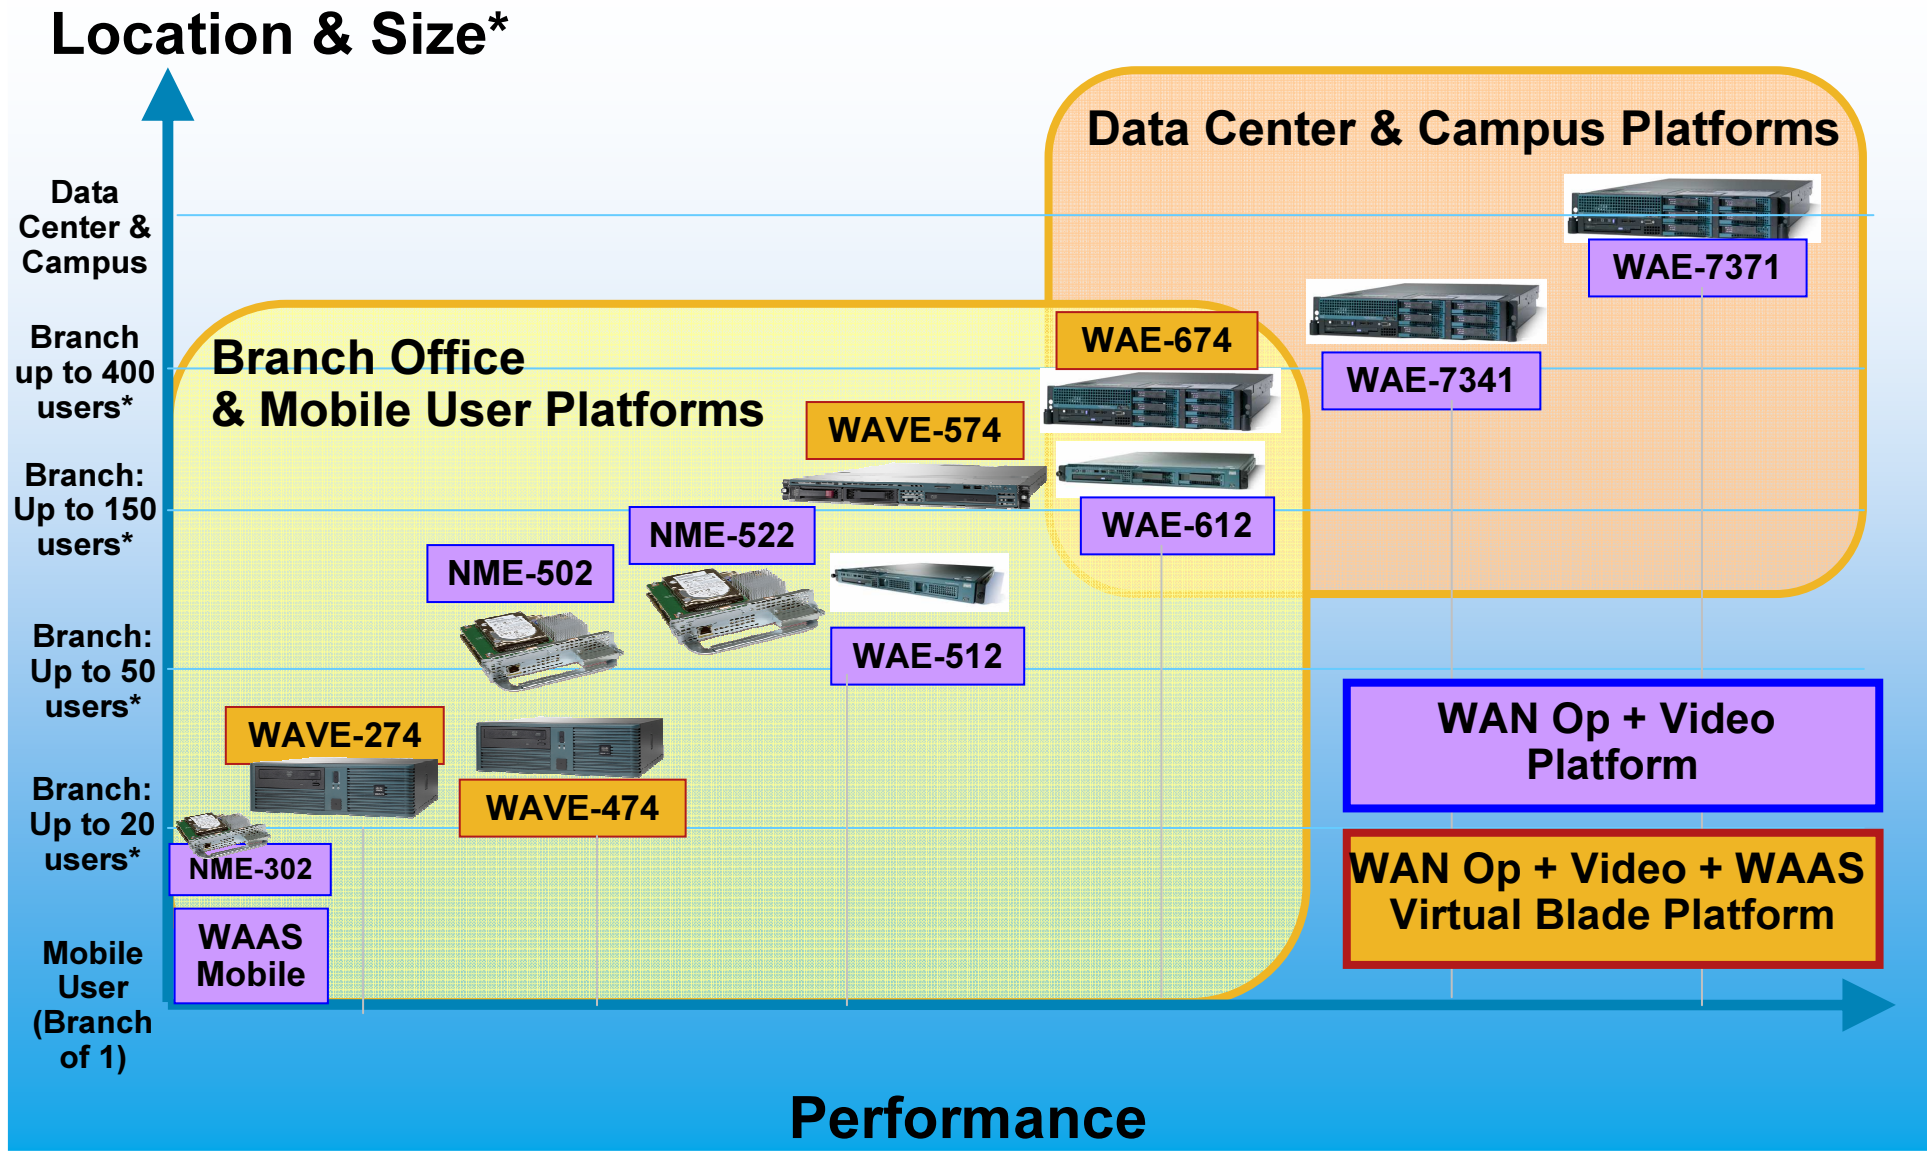 Location & Size*
Data Center & Campus Platforms
Data
Center &
Campus
WAE-7371
Branch
up to 400
users*
Branch Office
& Mobile User Platforms
WAE-674
WAE-7341
WAVE-574
Branch:
Up to 150
users*
NME-522
WAE-612
NME-502
Branch:
Up to 50
users*
WAE-512
WAVE-274
WAN Op + Video
Platform
Branch:
Up to 20
users*
WAVE-474
NME-302
WAN Op + Video + WAAS
Virtual Blade Platform
WAAS
Mobile
Mobile
User
(Branch
of 1)
Performance